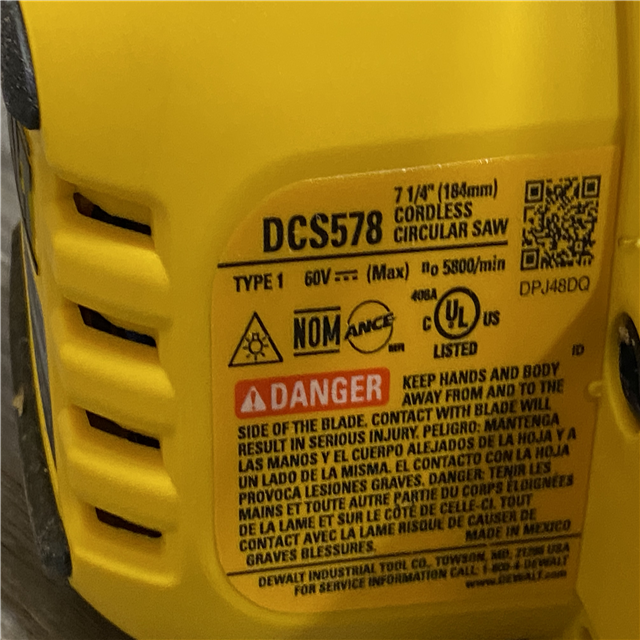 7 1/4" (184mm)
DCS578 CORDLESS
CIRCULAR SAW
TYPE 1 60V⎓ (Max) n₀ 5800/min
DPJ48DQ
NOM ANCE
408A
C UL US
LISTED
ID
DANGER KEEP HANDS AND BODY
AWAY FROM AND TO THE
SIDE OF THE BLADE. CONTACT WITH BLADE WILL
RESULT IN SERIOUS INJURY. PELIGRO: MANTENGA
LAS MANOS Y EL CUERPO ALEJADOS DE LA HOJA Y A
UN LADO DE LA MISMA. EL CONTACTO CON LA HOJA
PROVOCA LESIONES GRAVES. DANGER: TENIR LES
MAINS ET TOUTE AUTRE PARTIE DU CORPS ÉLOIGNÉES
DE LA LAME ET SUR LE CÔTÉ DE CELLE-CI. TOUT
CONTACT AVEC LA LAME RISQUE DE CAUSER DE
GRAVES BLESSURES. MADE IN MEXICO
DEWALT INDUSTRIAL TOOL CO., TOWSON, MD, 21286 USA
FOR SERVICE INFORMATION CALL 1-800-4-DEWALT
www.DEWALT.com